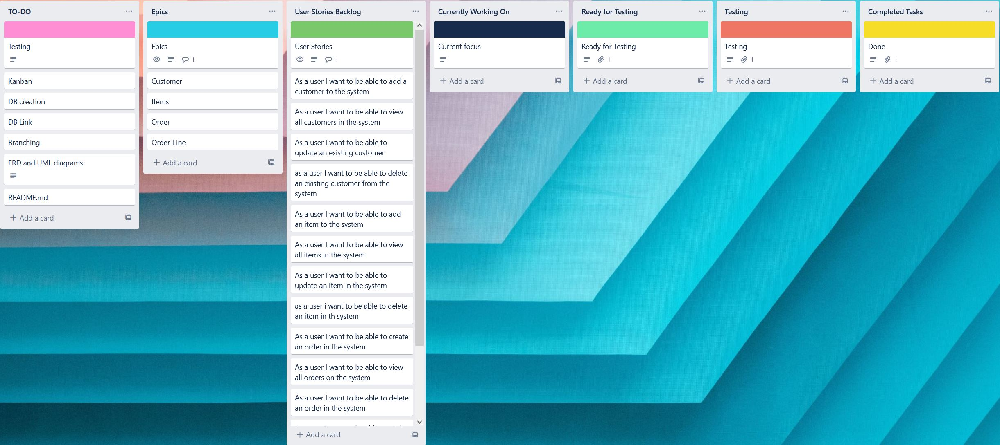 TO-DO
Testing
Kanban
DB creation
DB Link
Branching
ERD and UML diagrams
README.md
Add a card
Epics
Epics
1
Customer
Items
Order
Order-Line
Add a card
User Stories Backlog
User Stories
1
As a user I want to be able to add a
customer to the system
As a user I want to be able to view
all customers in the system
As a user I want to be able to
update an existing customer
as a user I want to be able to delete
an existing customer from the
system
As a user I want to be able to add
an item to the system
As a user I want to be able to view
all items in the system
As a user I want to be able to
update an Item in the system
as a user i want to be able to delete
an item in th system
As a user I want to be able to create
an order in the system
As a user I want to be able to view
all orders on the system
As a user I want to be able to delete
an order in the system
Add a card
Currently Working On
Current focus
Add a card
Ready for Testing
Ready for Testing
1
Add a card
Testing
Testing
1
Add a card
Completed Tasks
Done
1
Add a card